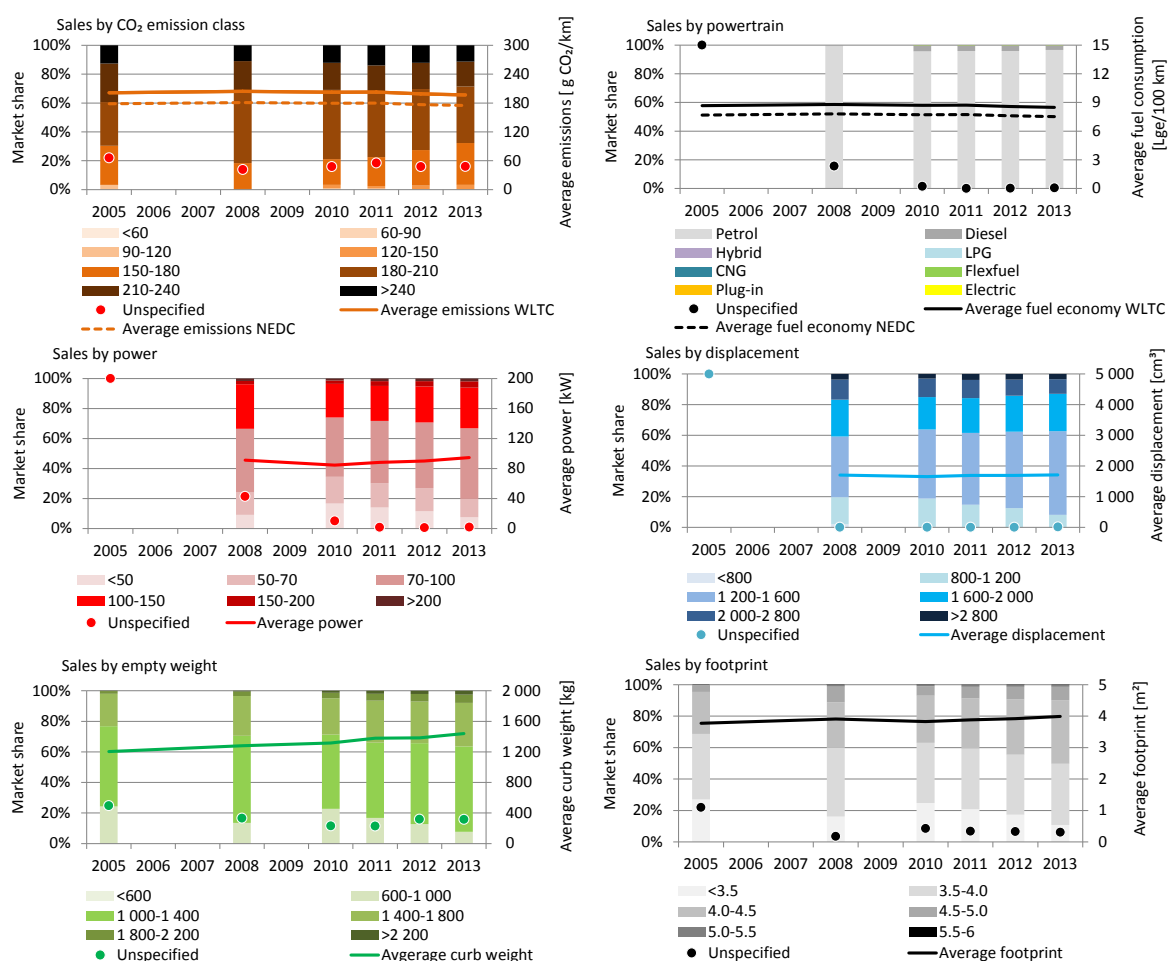 Sales by CO₂ emission class
Market share
100%
80%
60%
40%
20%
0%
300
240
180
120
60
0
Average emissions [ g CO₂/km]
2005 2006 2007 2008 2009 2010 2011 2012 2013
<60 60-90
90-120 120-150
150-180 180-210
210-240 >240
Unspecified Average emissions WLTC
Average emissions NEDC
Sales by powertrain
Market share
100%
80%
60%
40%
20%
0%
15
12
9
6
3
0
Average fuel consumption
[Lge/100 km]
2005 2006 2007 2008 2009 2010 2011 2012 2013
Petrol Diesel
Hybrid LPG
CNG Flexfuel
Plug-in Electric
Unspecified Average fuel economy WLTC
Average fuel economy NEDC
Sales by power
Market share
100%
80%
60%
40%
20%
0%
200
160
120
80
40
0
Average power [kW]
2005 2006 2007 2008 2009 2010 2011 2012 2013
<50 50-70 70-100
100-150 150-200 >200
Unspecified Average power
Sales by displacement
Market share
100%
80%
60%
40%
20%
0%
5 000
4 000
3 000
2 000
1 000
0
Average displacement [cm³]
2005 2006 2007 2008 2009 2010 2011 2012 2013
<800 800-1 200
1 200-1 600 1 600-2 000
2 000-2 800 >2 800
Unspecified Average displacement
Sales by empty weight
Market share
100%
80%
60%
40%
20%
0%
2 000
1 600
1 200
800
400
0
Average curb weight [kg]
2005 2006 2007 2008 2009 2010 2011 2012 2013
<600 600-1 000
1 000-1 400 1 400-1 800
1 800-2 200 >2 200
Unspecified Avgerage curb weight
Sales by footprint
Market share
100%
80%
60%
40%
20%
0%
5
4
3
2
1
0
Average footprint [m²]
2005 2006 2007 2008 2009 2010 2011 2012 2013
<3.5 3.5-4.0
4.0-4.5 4.5-5.0
5.0-5.5 5.5-6
Unspecified Average footprint